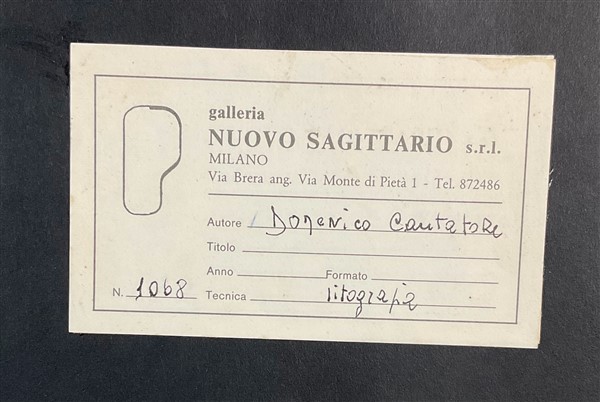 galleria
NUOVO SAGITTARIO s.r.l.
MILANO
Via Brera ang. Via Monte di Pietà 1 - Tel. 872486
Autore Domenico Cantatore
Titolo
Anno Formato
N. 1068 Tecnica litografia